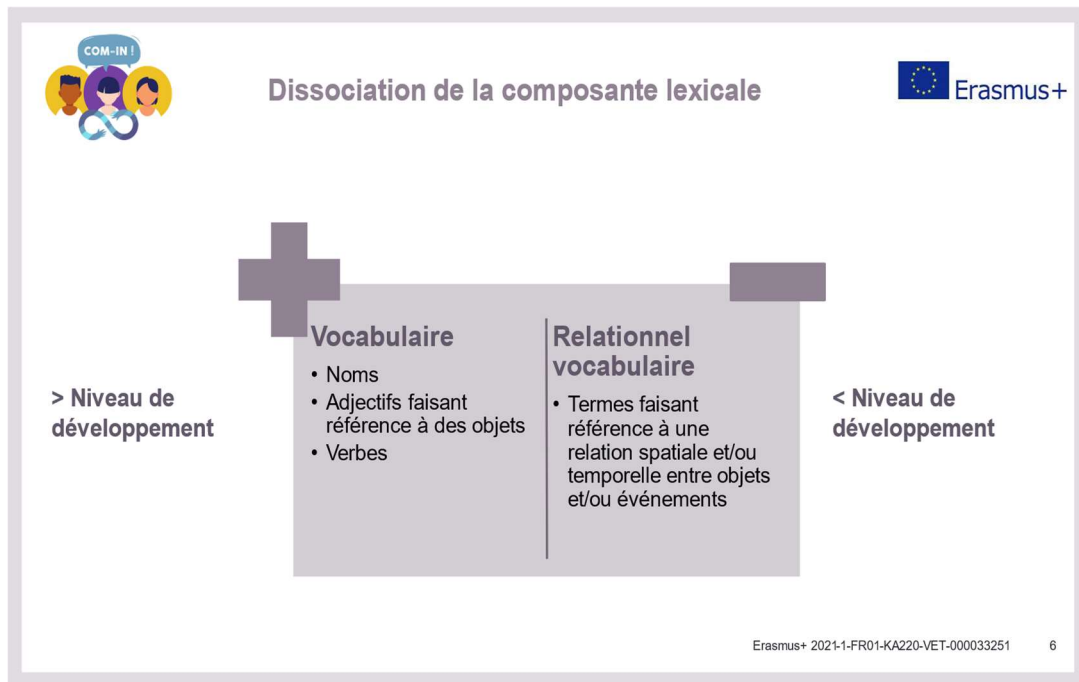 COM-IN !
Dissociation de la composante lexicale
Erasmus+
> Niveau de
développement
Vocabulaire
• Noms
• Adjectifs faisant
référence à des objets
• Verbes
Relationnel
vocabulaire
• Termes faisant
référence à une
relation spatiale et/ou
temporelle entre objets
et/ou événements
< Niveau de
développement
Erasmus+ 2021-1-FR01-KA220-VET-000033251
6